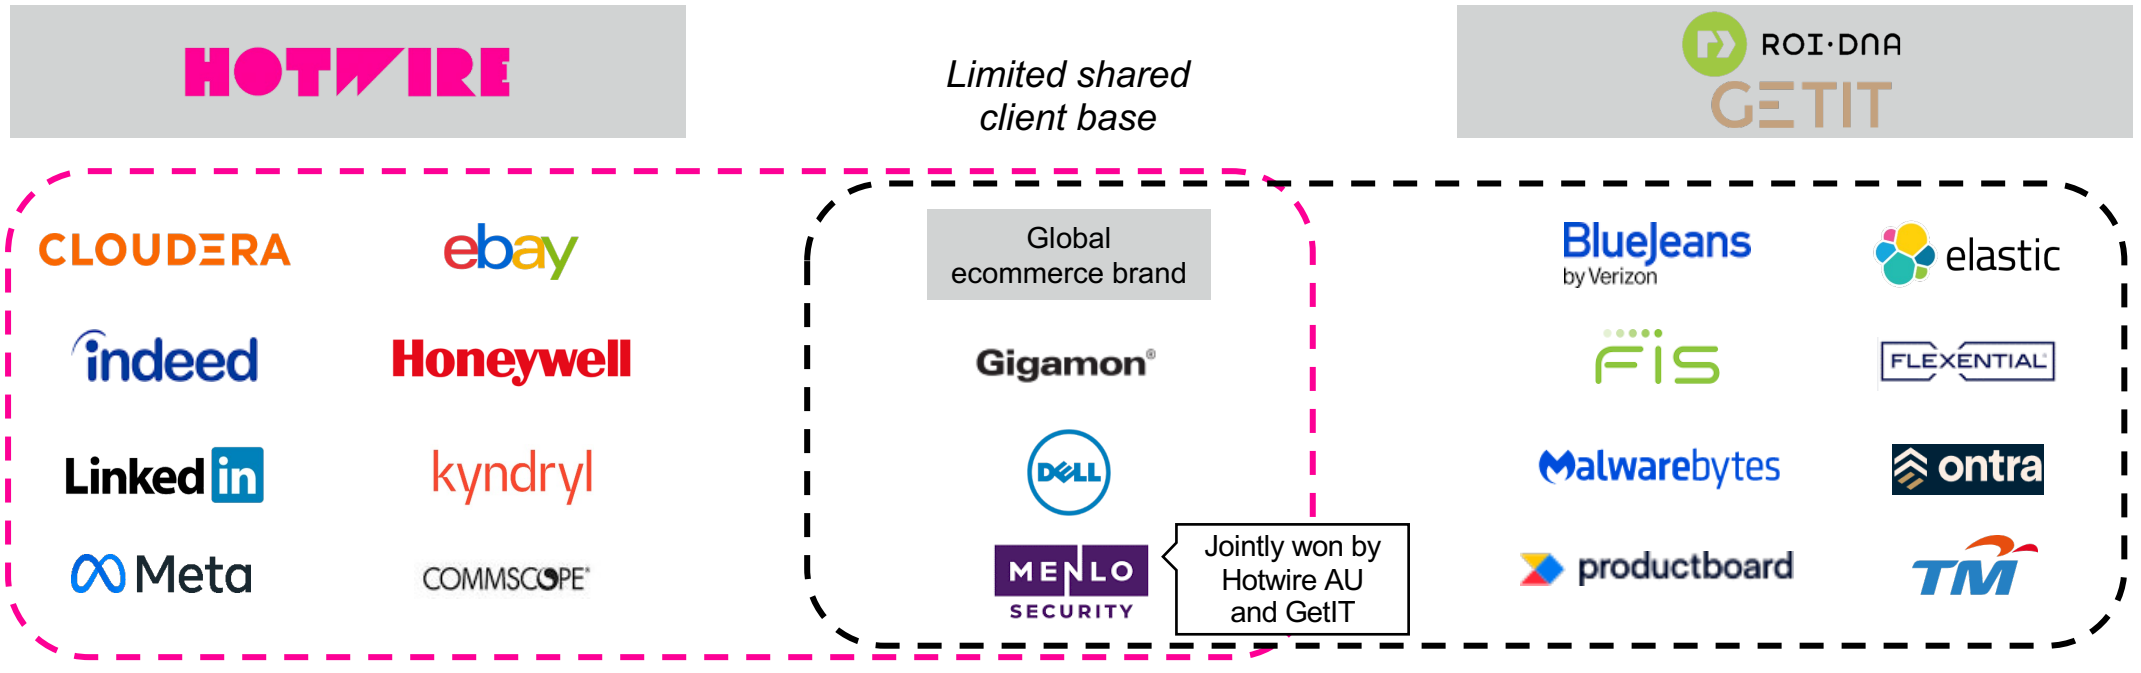 HOTWIRE
Limited shared
client base
ROI·DNA
GETIT
CLOUDERA
ebay
indeed
Honeywell
Linked in
kyndryl
Meta
COMMSCOPE®
Global
ecommerce brand
Gigamon®
DELL
MENLO
SECURITY
Jointly won by
Hotwire AU
and GetIT
BlueJeans
by Verizon
elastic
FIS
FLEXENTIAL
Malwarebytes
ontra
productboard
TM